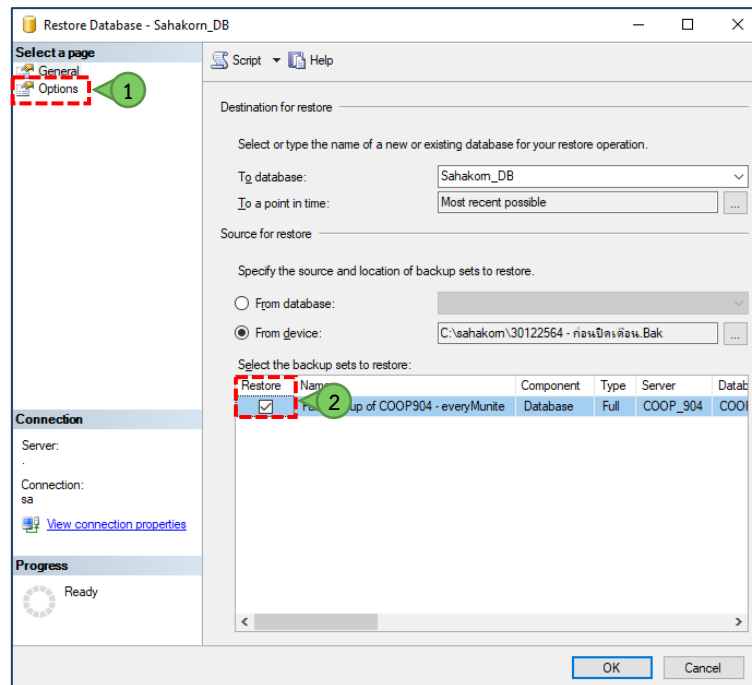 Restore Database - Sahakorn_DB
Select a page
General
Options
1
Script
Help
Destination for restore
Select or type the name of a new or existing database for your restore operation.
To database:
Sahakorn_DB
To a point in time:
Most recent possible
...
Source for restore
Specify the source and location of backup sets to restore.
From database:
From device:
C:\sahakorn\30122564 - ก่อนปิดเดือน.Bak
...
Select the backup sets to restore:
Restore Name Component Type Server Datab
2
up of COOP904 - everyMunite Database Full COOP_904 COOI
Connection
Server:
.
Connection:
sa
View connection properties
Progress
Ready
OK
Cancel